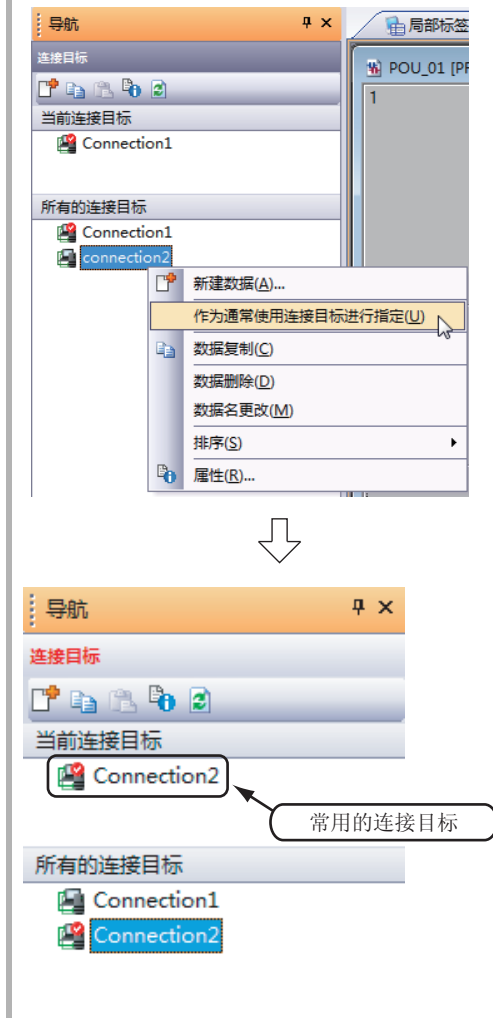 导航
局部标签
连接目标
POU_01 [PR
1
当前连接目标
Connection1
所有的连接目标
Connection1
connection2
新建数据(A)...
作为通常使用连接目标进行指定(U)
数据复制(C)
数据删除(D)
数据名更改(M)
排序(S)
属性(R)...
导航
连接目标
当前连接目标
Connection2
常用的连接目标
所有的连接目标
Connection1
Connection2